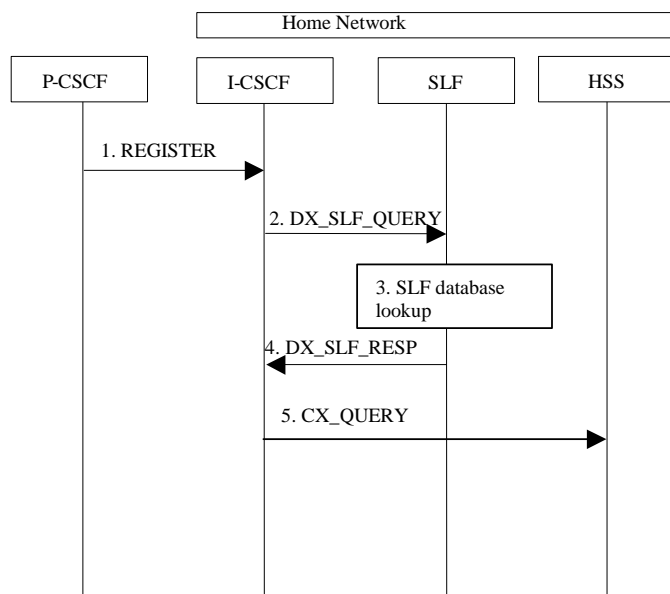 Home Network
P-CSCF
I-CSCF
SLF
HSS
1. REGISTER
2. DX_SLF_QUERY
3. SLF database
lookup
4. DX_SLF_RESP
5. CX_QUERY